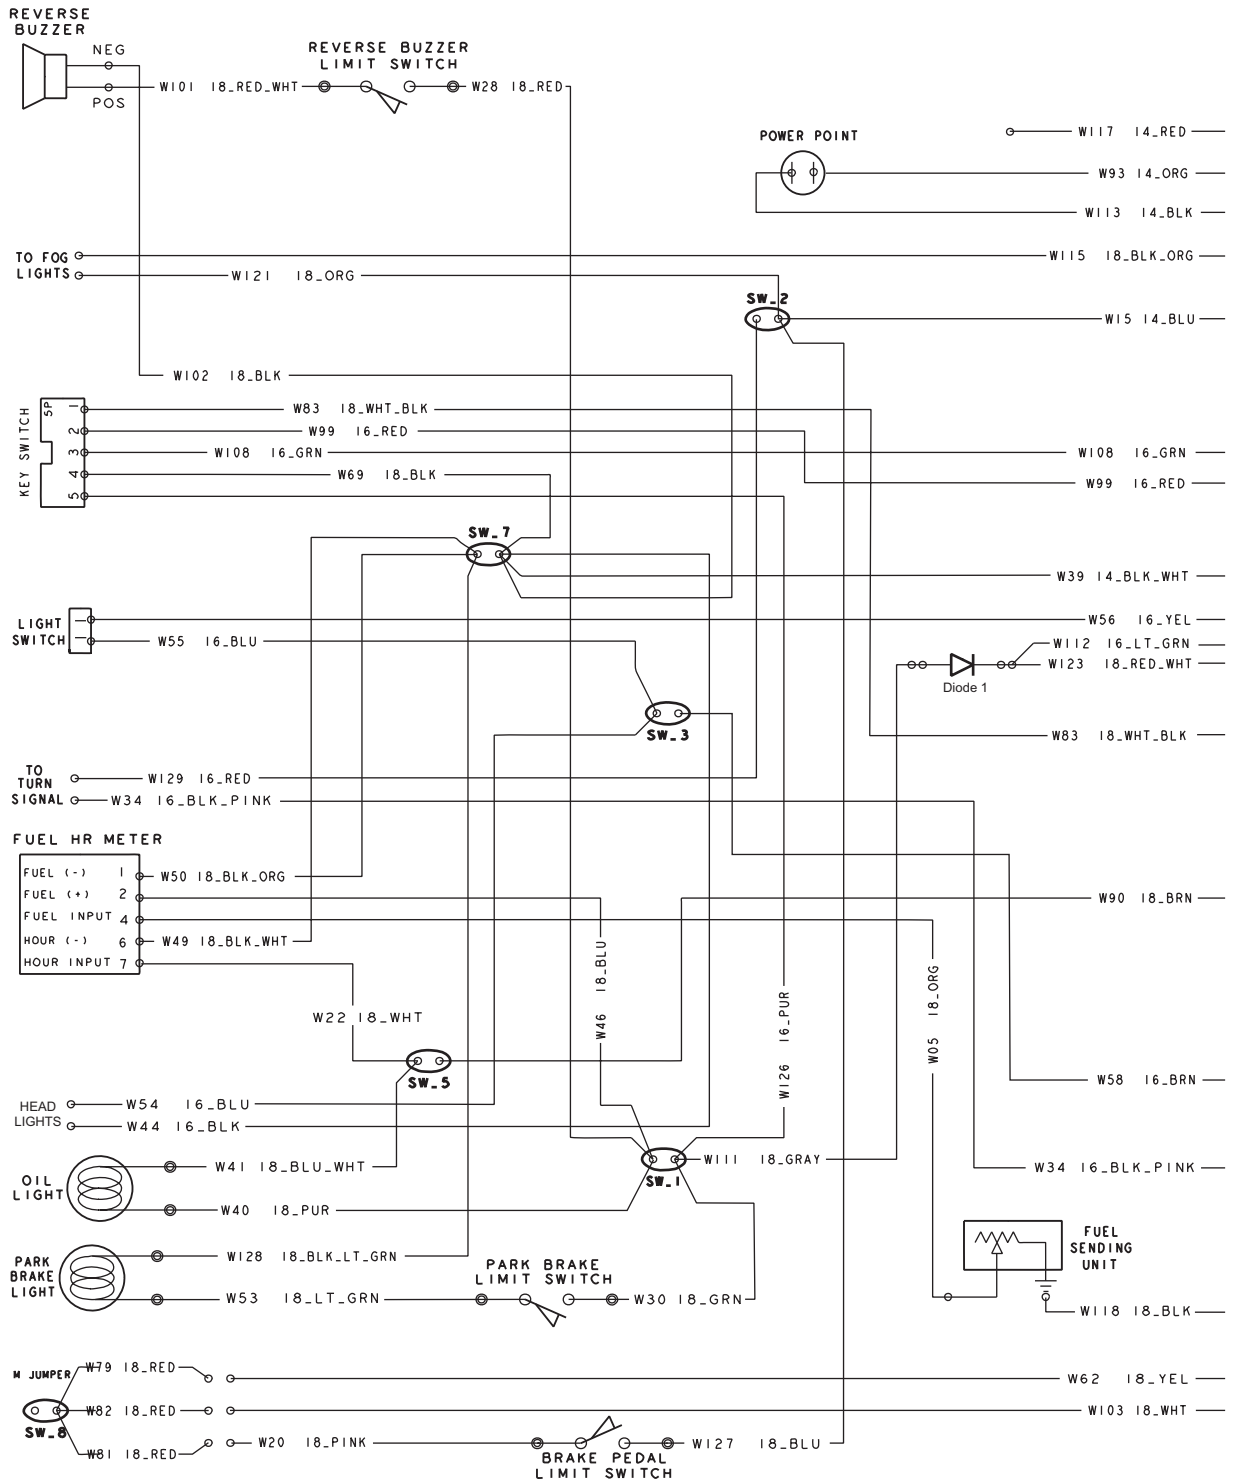 REVERSE
BUZZER
NEG
POS
W101 18_RED_WHT
REVERSE BUZZER
LIMIT SWITCH
W28 18_RED
POWER POINT
W117 14_RED
W93 14_ORG
W113 14_BLK
TO FOG
LIGHTS
W115 18_BLK_ORG
W121 18_ORG
SW_2
W15 14_BLU
W102 18_BLK
KEY SWITCH
5P
1
2
3
4
5
W83 18_WHT_BLK
W99 16_RED
W108 16_GRN
W108 16_GRN
W69 18_BLK
W99 16_RED
SW_7
W39 14_BLK_WHT
LIGHT
SWITCH
W56 16_YEL
W55 16_BLU
W112 16_LT_GRN
W123 18_RED_WHT
Diode 1
SW_3
W83 18_WHT_BLK
TO
TURN
SIGNAL
W129 16_RED
W34 16_BLK_PINK
FUEL HR METER
FUEL (-) 1
W50 18_BLK_ORG
FUEL (+) 2
W90 18_BRN
FUEL INPUT 4
HOUR (-) 6
W49 18_BLK_WHT
HOUR INPUT 7
W46 18_BLU
W126 16_PUR
W05 18_ORG
W22 18_WHT
SW_5
W58 16_BRN
HEAD
LIGHTS
W54 16_BLU
W44 16_BLK
W41 18_BLU_WHT
OIL
LIGHT
W40 18_PUR
W111 18_GRAY
SW_1
W34 16_BLK_PINK
PARK
BRAKE
LIGHT
W128 18_BLK_LT_GRN
W53 18_LT_GRN
PARK BRAKE
LIMIT SWITCH
W30 18_GRN
FUEL
SENDING
UNIT
W118 18_BLK
M JUMPER
W79 18_RED
W62 18_YEL
W82 18_RED
W103 18_WHT
SW_8
W81 18_RED
W20 18_PINK
W127 18_BLU
BRAKE PEDAL
LIMIT SWITCH